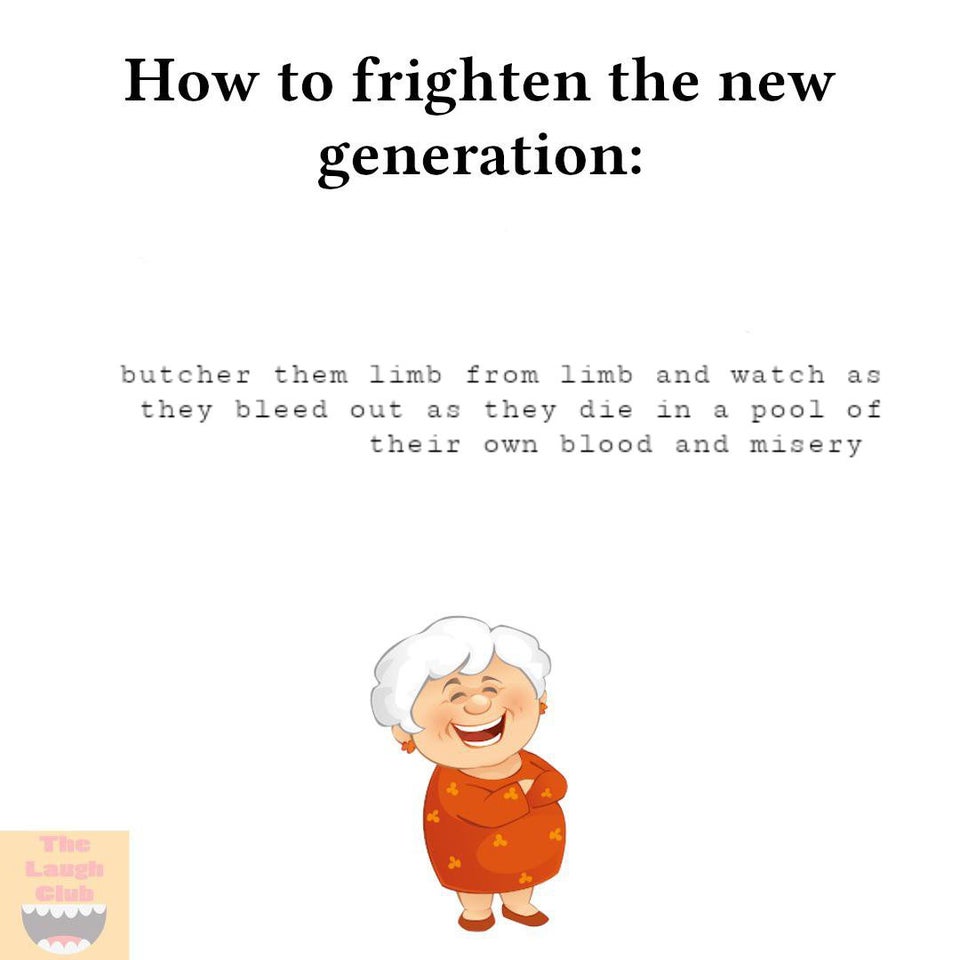 How to frighten the new
generation:
butcher them limb from limb and watch as
they bleed out as they die in a pool of
their own blood and misery
The
Laugh
Club